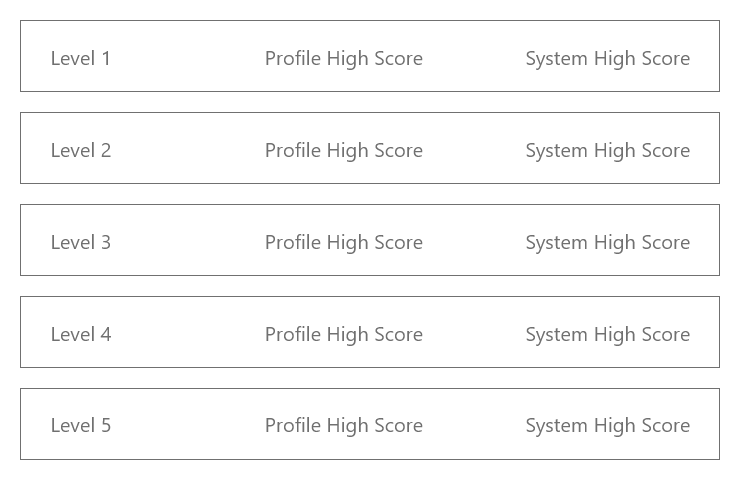 Level 1 Profile High Score System High Score
Level 2 Profile High Score System High Score
Level 3 Profile High Score System High Score
Level 4 Profile High Score System High Score
Level 5 Profile High Score System High Score